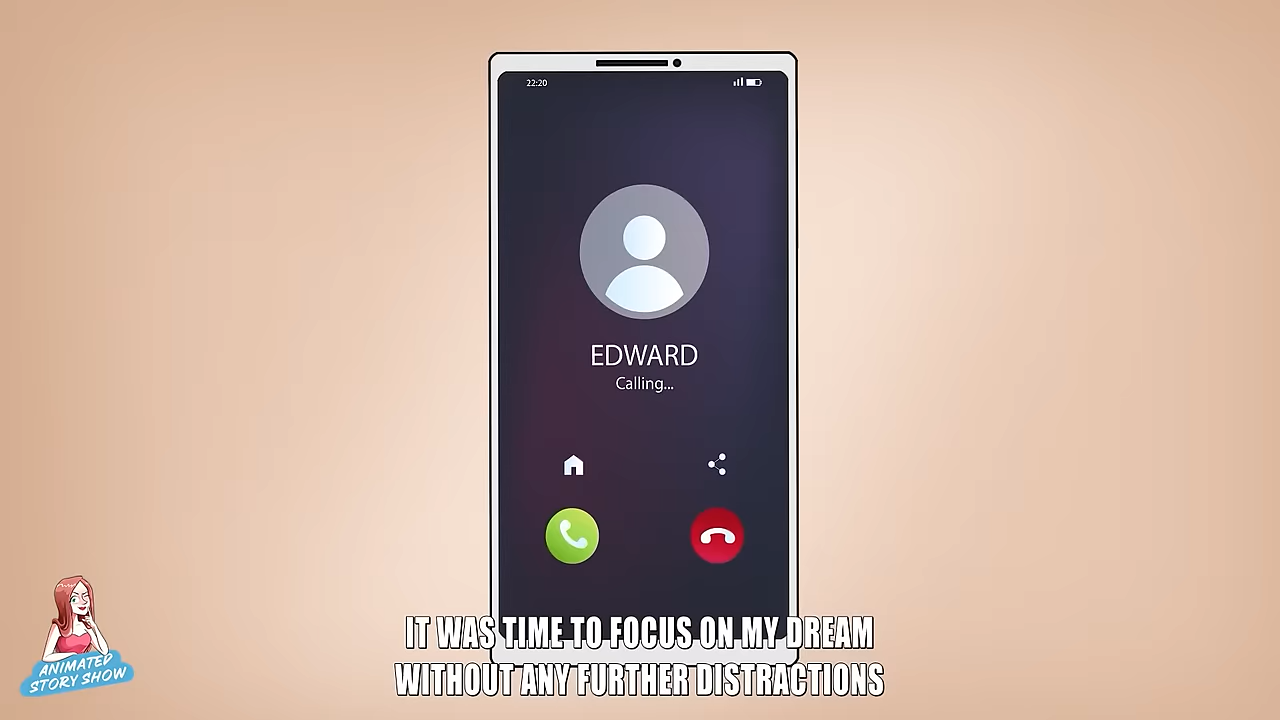 22:20
EDWARD
Calling...
IT WAS TIME TO FOCUS ON MY DREAM
WITHOUT ANY FURTHER DISTRACTIONS
ANIMATED
STORY SHOW